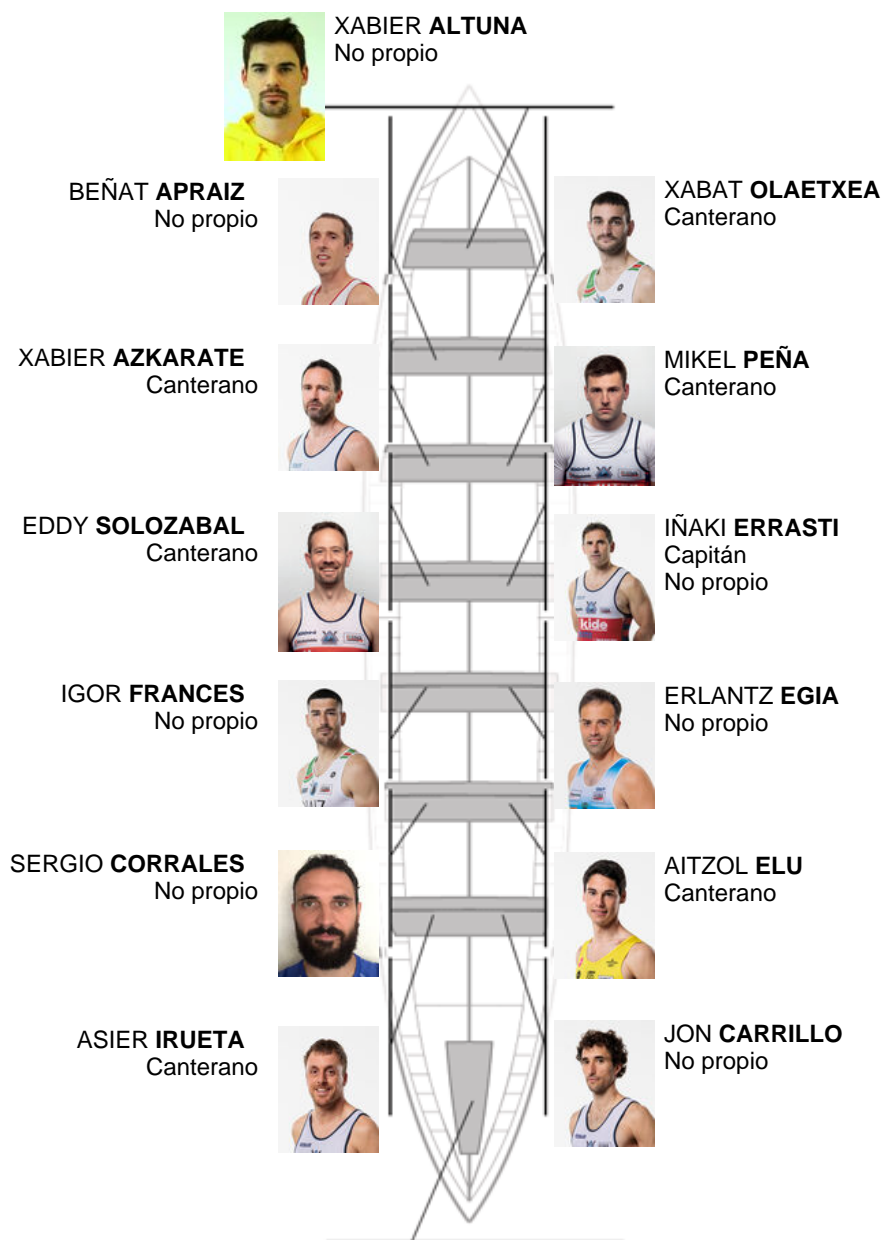 XABIER ALTUNA
No propio
BEÑAT APRAIZ
No propio
XABAT OLAETXEA
Canterano
XABIER AZKARATE
Canterano
MIKEL PEÑA
Canterano
EDDY SOLOZABAL
Canterano
IÑAKI ERRASTI
Capitán
No propio
kide
IGOR FRANCES
No propio
ERLANTZ EGIA
No propio
SERGIO CORRALES
No propio
AITZOL ELU
Canterano
ASIER IRUETA
Canterano
JON CARRILLO
No propio